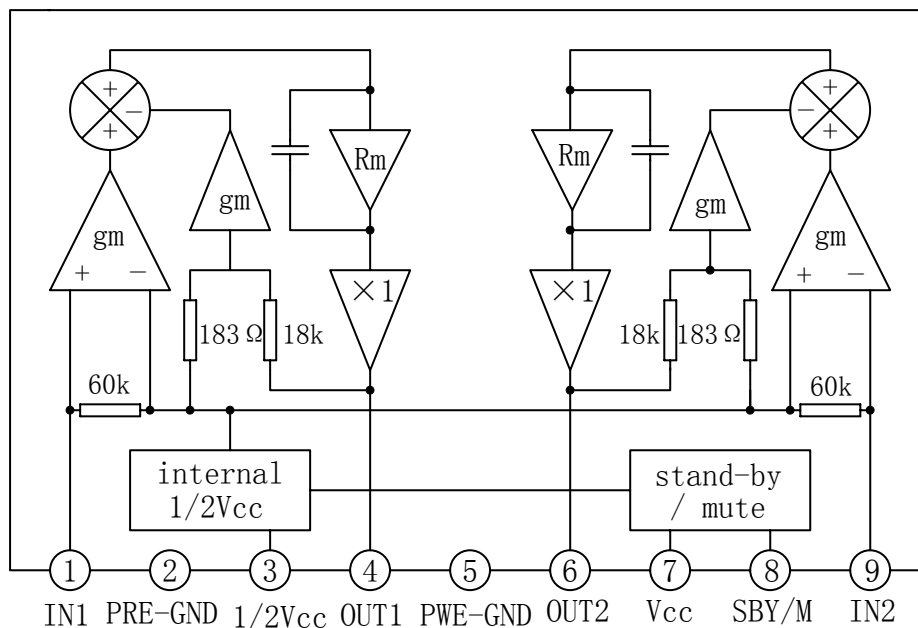 + - +
+ - +
Rm
Rm
gm
gm
gm
+ -
gm
+ -
×1
×1
183Ω 18k
18k 183Ω
60k
60k
internal
1/2Vcc
stand-by
/ mute
1 2 3 4 5 6 7 8 9
IN1 PRE-GND 1/2Vcc OUT1 PWE-GND OUT2 Vcc SBY/M IN2